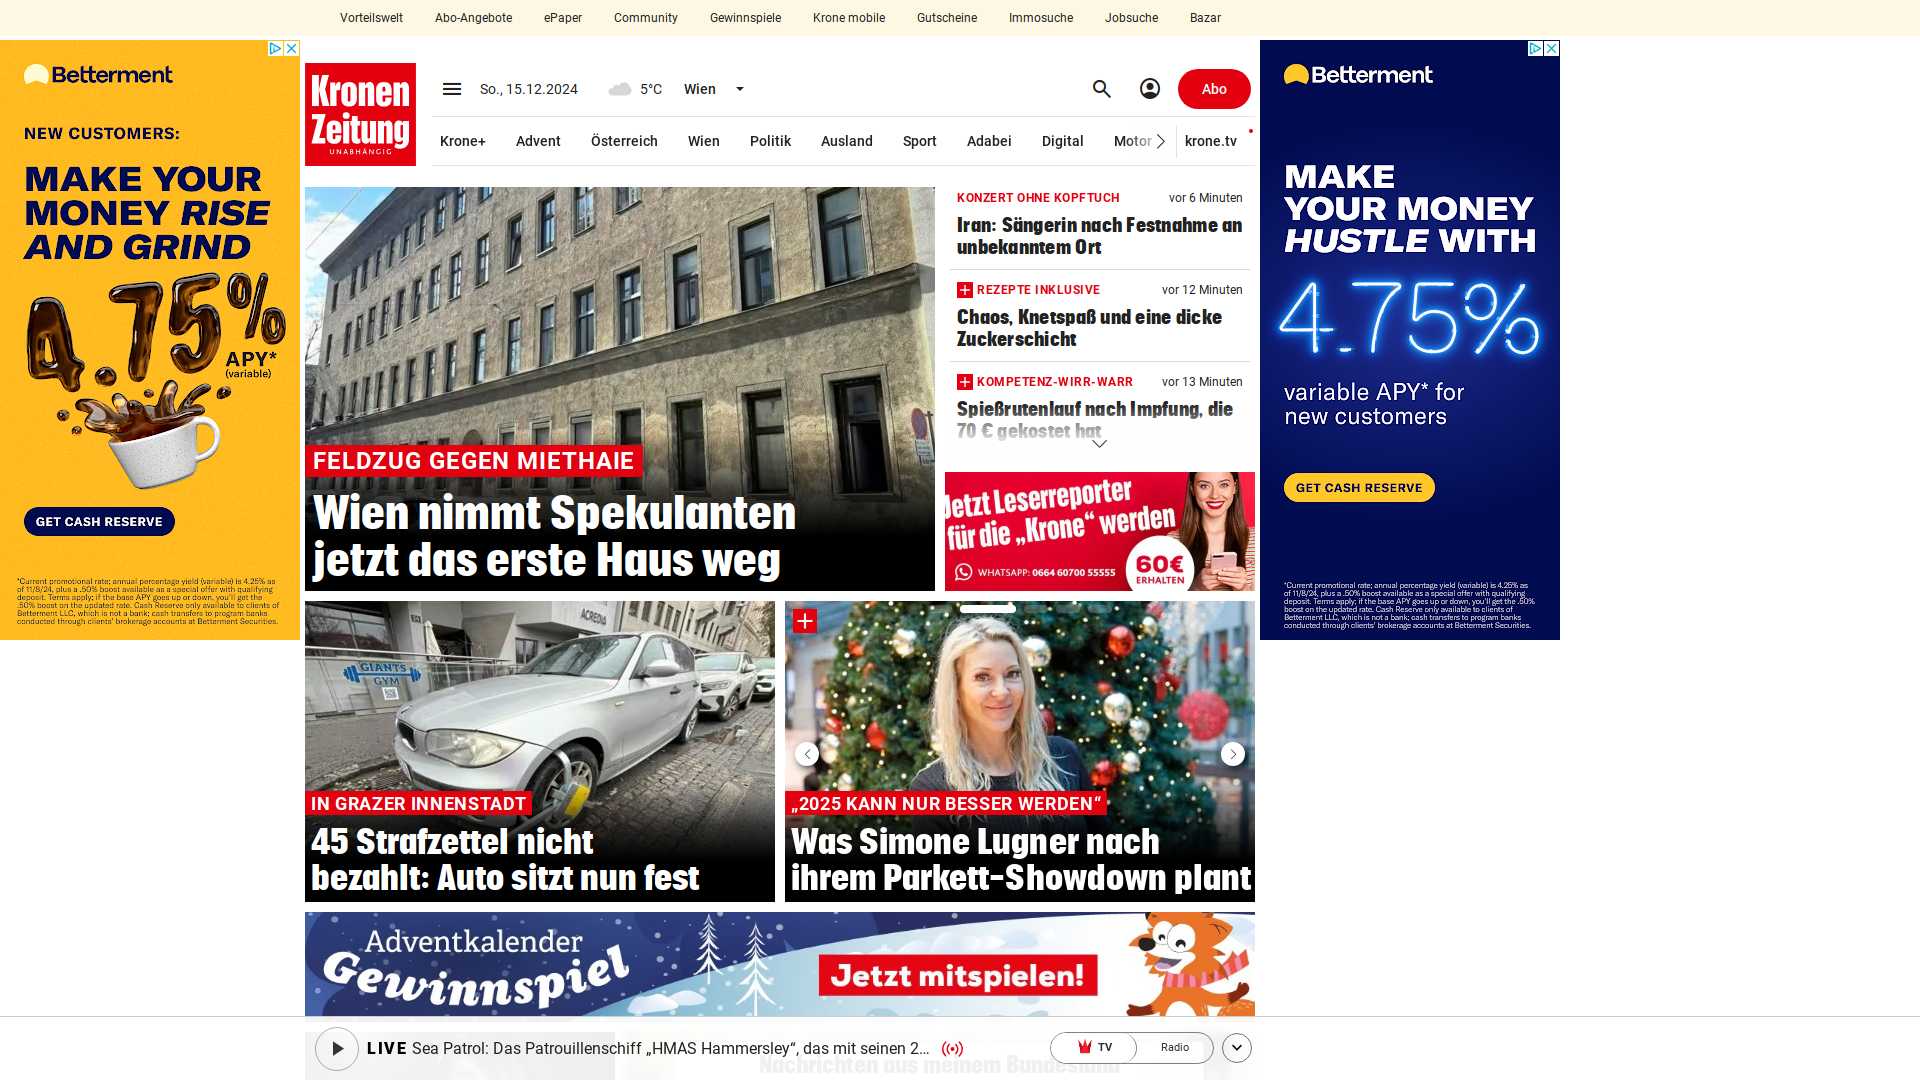 Vorteilswelt Abo-Angebote ePaper Community Gewinnspiele Krone mobile Gutscheine Immosuche Jobsuche Bazar
Betterment
NEW CUSTOMERS:
MAKE YOUR
MONEY RISE
AND GRIND
4.75%
APY*
(variable)
GET CASH RESERVE
*Current promotional rate; annual percentage yield (variable) is 4.25% as
of 11/8/24, plus a .50% boost available as a special offer with qualifying
deposit. Terms apply; if the base APY goes up or down, you'll get the
.50% boost on the updated rate. Cash Reserve only available to clients of
Betterment LLC, which is not a bank; cash transfers to program banks
conducted through clients' brokerage accounts at Betterment Securities.
Kronen
Zeitung
UNABHÄNGIG
So., 15.12.2024 5°C Wien
Abo
Krone+ Advent Österreich Wien Politik Ausland Sport Adabei Digital Motor krone.tv
FELDZUG GEGEN MIETHAIE
Wien nimmt Spekulanten
jetzt das erste Haus weg
KONZERT OHNE KOPFTUCH vor 6 Minuten
Iran: Sängerin nach Festnahme an
unbekanntem Ort
REZEPTE INKLUSIVE vor 12 Minuten
Chaos, Knetspaß und eine dicke
Zuckerschicht
KOMPETENZ-WIRR-WARR vor 13 Minuten
Spießrutenlauf nach Impfung, die
70 € gekostet hat
Jetzt Leserreporter
für die „Krone“ werden
WHATSAPP: 0664 60700 55555
60€
ERHALTEN
ACREDIA
GIANTS
GYM
IN GRAZER INNENSTADT
45 Strafzettel nicht
bezahlt: Auto sitzt nun fest
„2025 KANN NUR BESSER WERDEN“
Was Simone Lugner nach
ihrem Parkett-Showdown plant
Adventkalender
Gewinnspiel
Jetzt mitspielen!
LIVE Sea Patrol: Das Patrouillenschiff „HMAS Hammersley“, das mit seinen 2...
TV Radio
Nachrichten aus meinem Bundesland
Betterment
MAKE
YOUR MONEY
HUSTLE WITH
4.75%
variable APY* for
new customers
GET CASH RESERVE
*Current promotional rate; annual percentage yield (variable) is 4.25% as
of 11/8/24, plus a .50% boost available as a special offer with qualifying
deposit. Terms apply; if the base APY goes up or down, you'll get the .50%
boost on the updated rate. Cash Reserve only available to clients of
Betterment LLC, which is not a bank; cash transfers to program banks
conducted through clients' brokerage accounts at Betterment Securities.